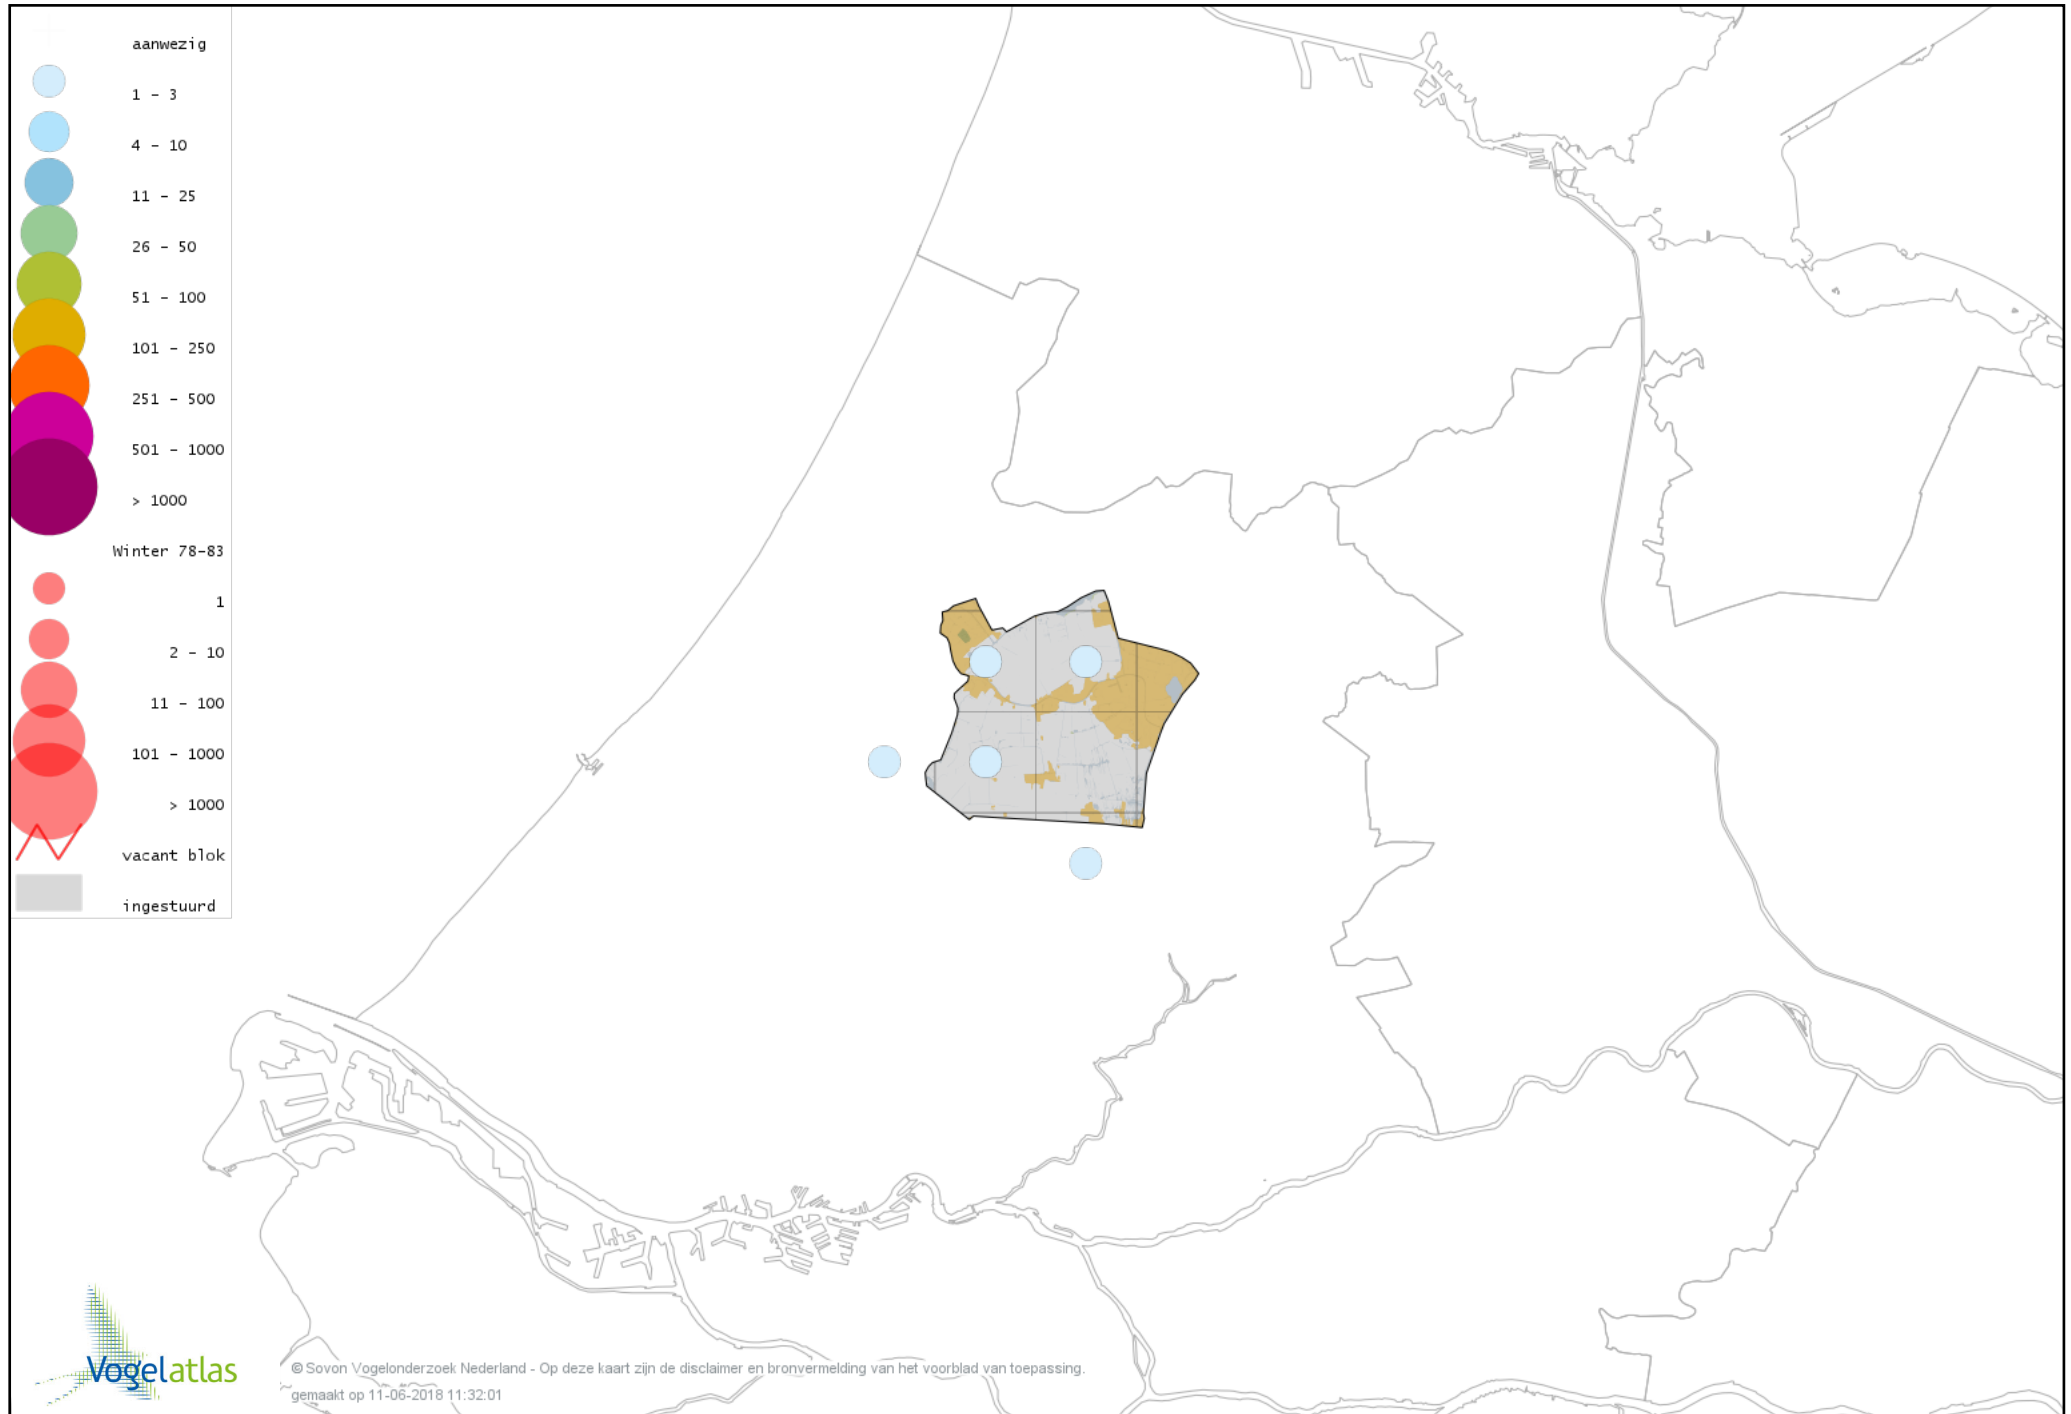 aanwezig
1 - 3
4 - 10
11 - 25
26 - 50
51 - 100
101 - 250
251 - 500
501 - 1000
> 1000
Winter 78-83
1
2 - 10
11 - 100
101 - 1000
> 1000
vacant blok
ingestuurd
Vogelatlas
© Sovon Vogelonderzoek Nederland - Op deze kaart zijn de disclaimer en bronvermelding van het voorblad van toepassing.
gemaakt op 11-06-2018 11:32:01